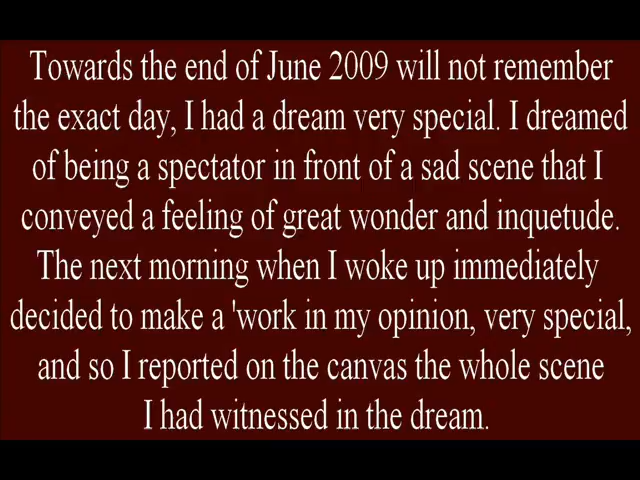 Towards the end of June 2009 will not remember
the exact day, I had a dream very special. I dreamed
of being a spectator in front of a sad scene that I
conveyed a feeling of great wonder and inquetude.
The next morning when I woke up immediately
decided to make a 'work in my opinion, very special,
and so I reported on the canvas the whole scene
I had witnessed in the dream.